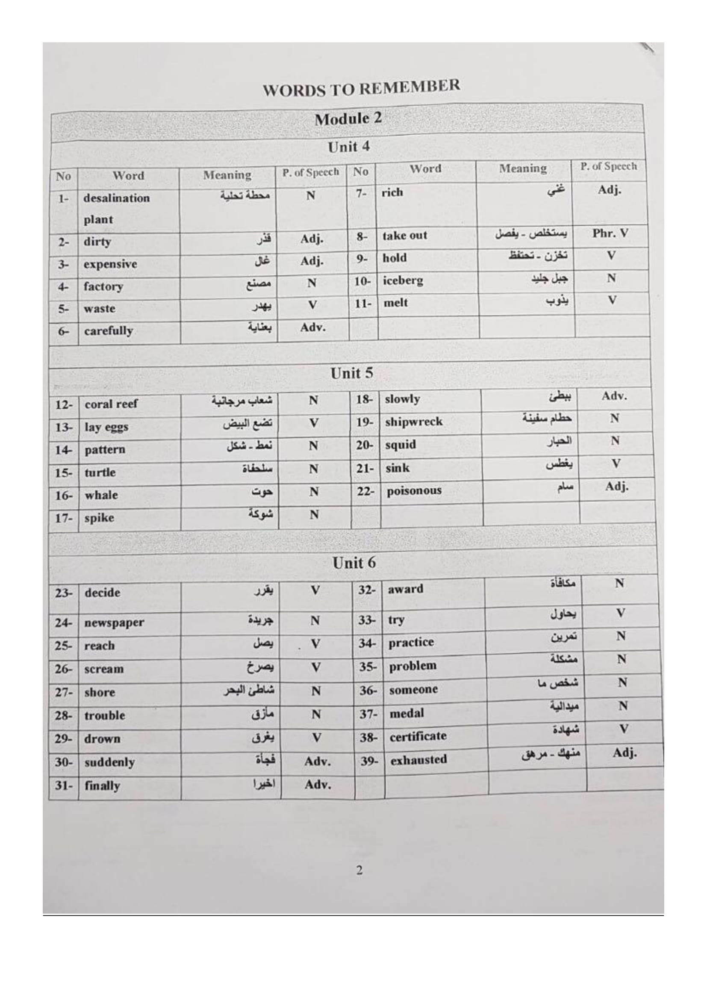 WORDS TO REMEMBER
Module 2
Unit 4
No Word Meaning P. of Speech No Word Meaning P. of Speech
1- desalination plant محطة تحلية N 7- rich غني Adj.
2- dirty قذر Adj. 8- take out يستخلص - يفصل Phr. V
3- expensive غال Adj. 9- hold تخزن - تحتفظ V
4- factory مصنع N 10- iceberg جبل جليد N
5- waste يهدر V 11- melt يذوب V
6- carefully بعناية Adv.
Unit 5
12- coral reef شعاب مرجانية N 18- slowly ببطئ Adv.
13- lay eggs تضع البيض V 19- shipwreck حطام سفينة N
14- pattern نمط - شكل N 20- squid الحبار N
15- turtle سلحفاة N 21- sink يغطس V
16- whale حوت N 22- poisonous سام Adj.
17- spike شوكة N
Unit 6
23- decide يقرر V 32- award مكافأة N
24- newspaper جريدة N 33- try يحاول V
25- reach يصل V 34- practice تمرين N
26- scream يصرخ V 35- problem مشكلة N
27- shore شاطئ البحر N 36- someone شخص ما N
28- trouble مأزق N 37- medal ميدالية N
29- drown يغرق V 38- certificate شهادة V
30- suddenly فجأة Adv. 39- exhausted منهك - مرهق Adj.
31- finally اخيرا Adv.
2